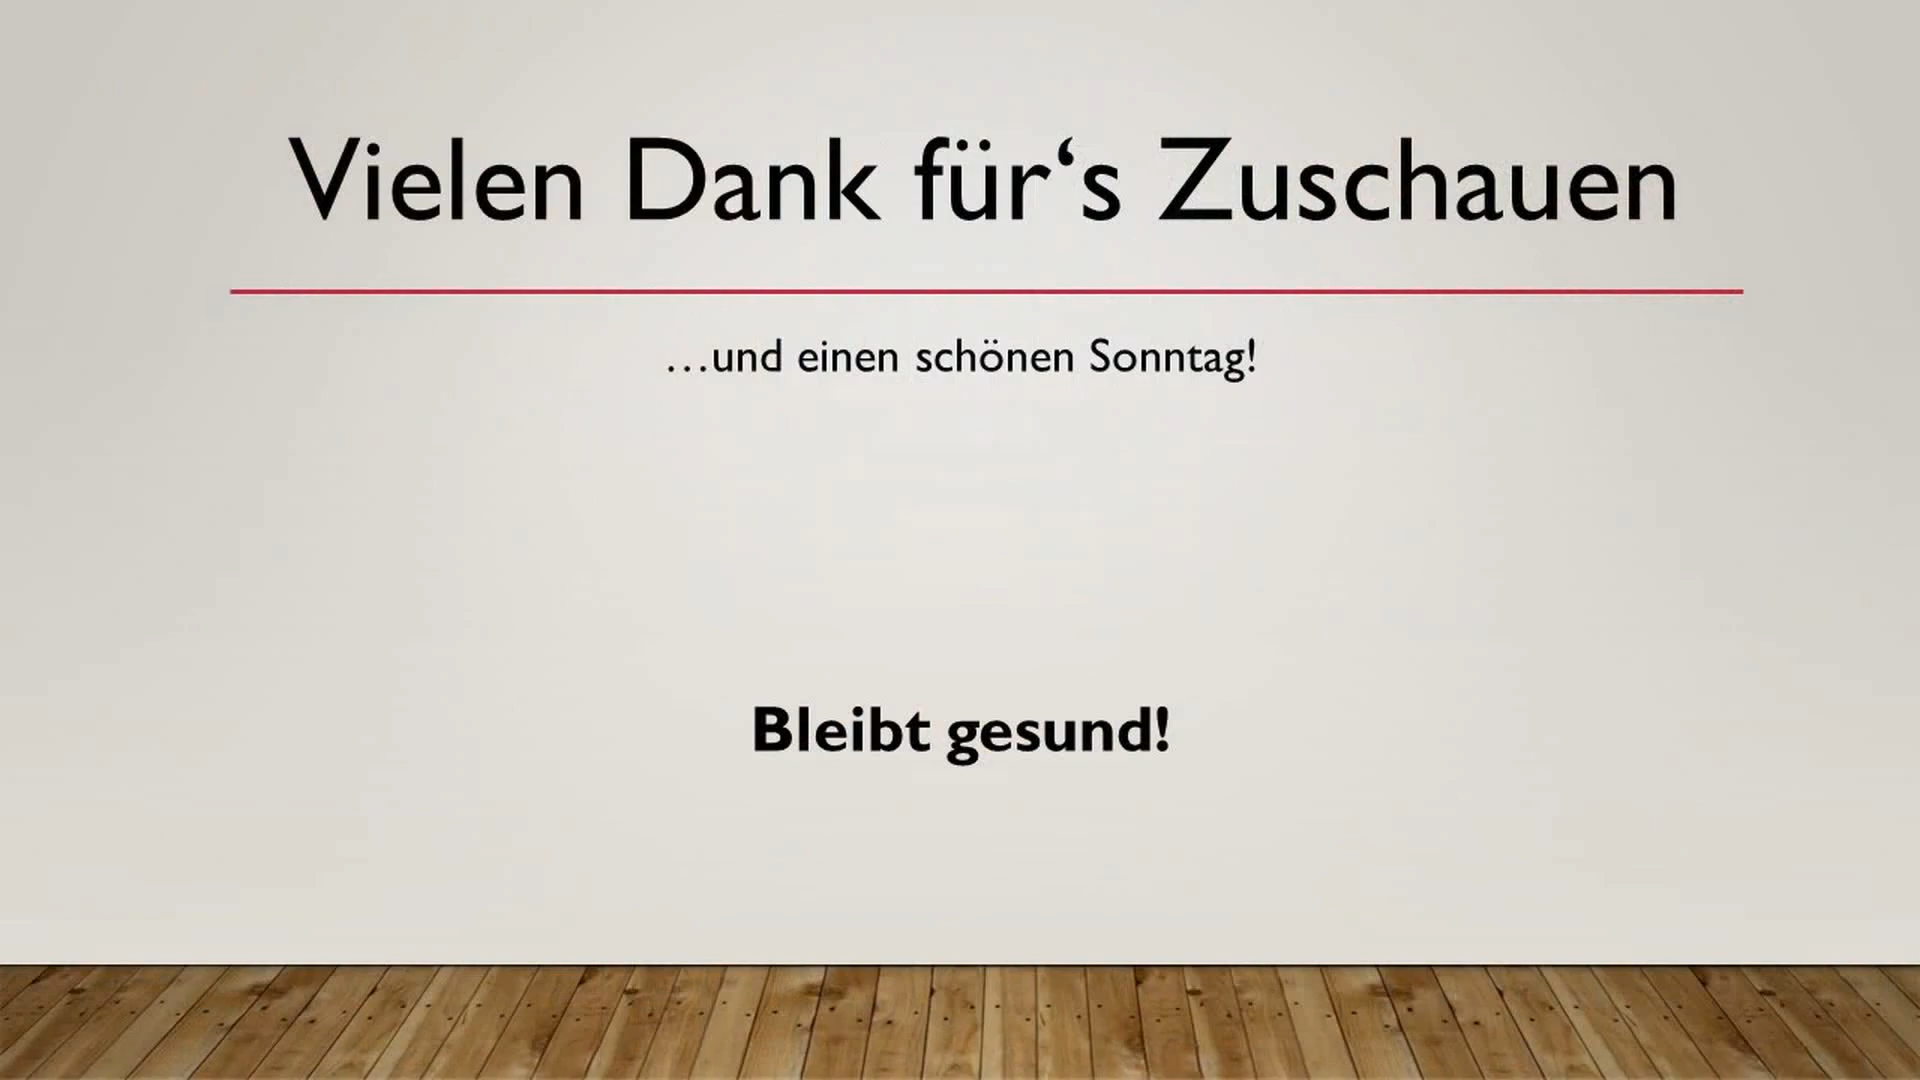 Vielen Dank für‘s Zuschauen
…und einen schönen Sonntag!
Bleibt gesund!